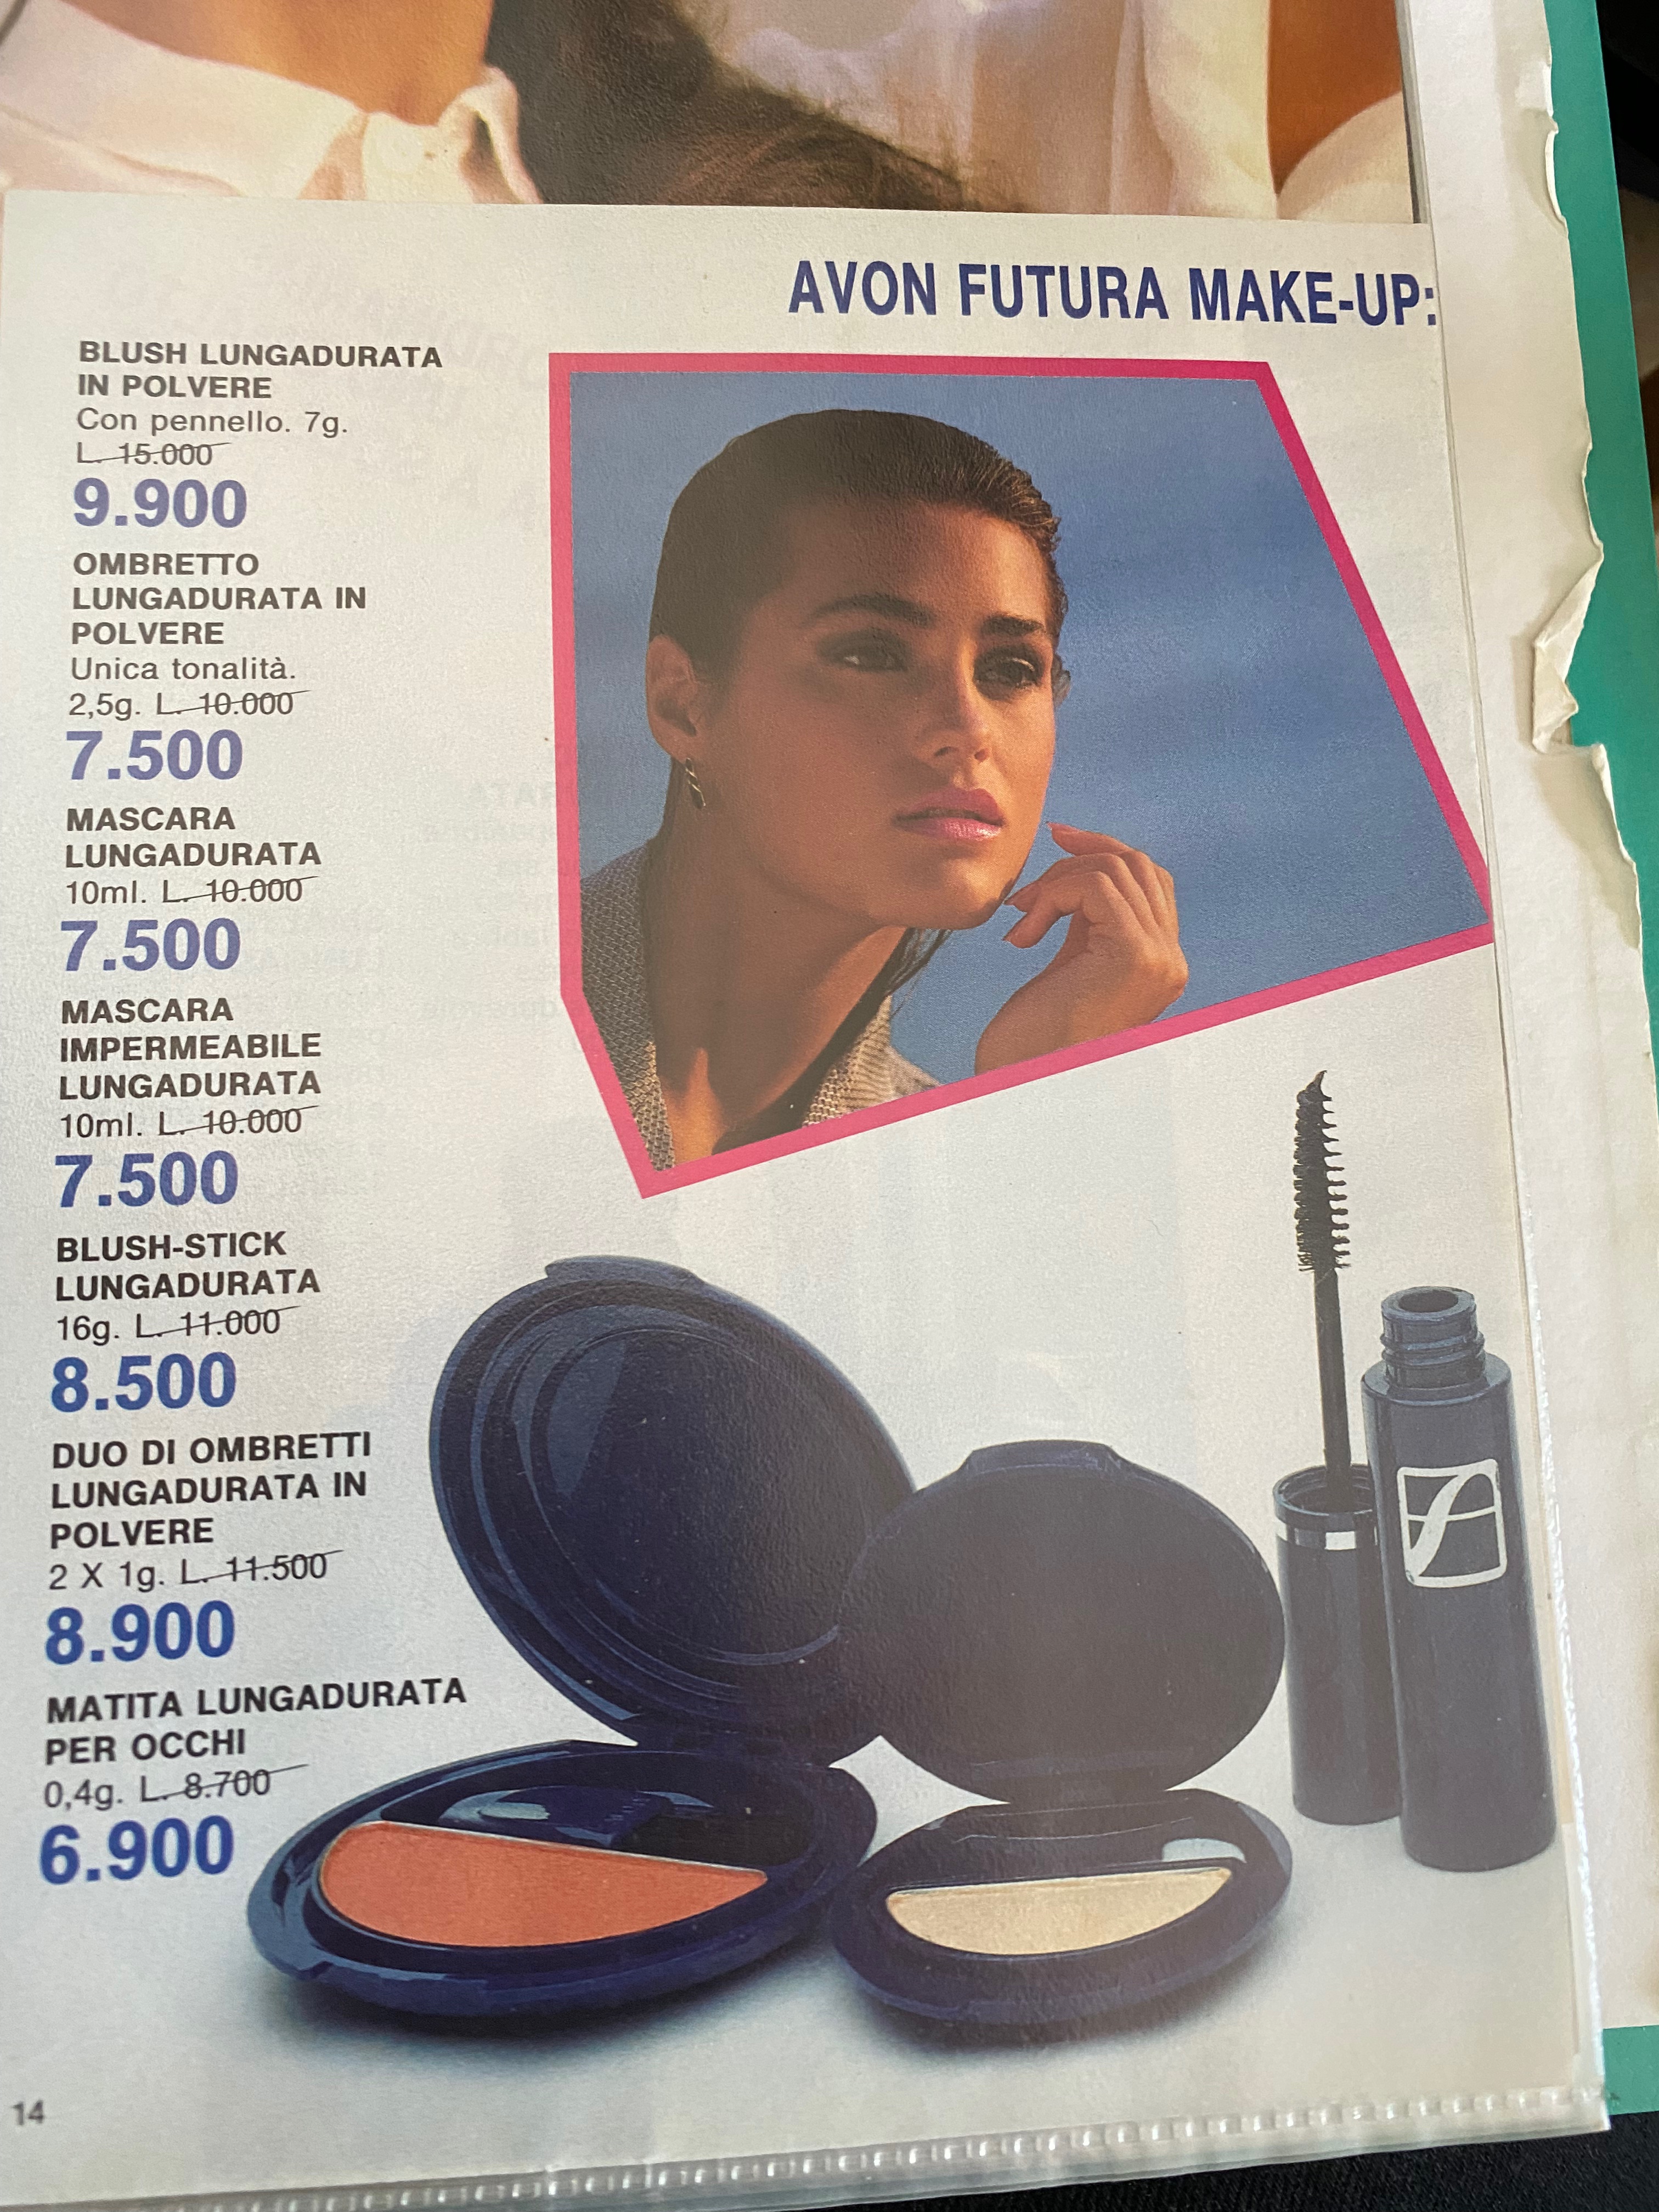 AVON FUTURA MAKE-UP:
BLUSH LUNGADURATA
IN POLVERE
Con pennello. 7g.
L. 15.000
9.900
OMBRETTO
LUNGADURATA IN
POLVERE
Unica tonalità.
2,5g. L. 10.000
7.500
MASCARA
LUNGADURATA
10ml. L. 10.000
7.500
MASCARA
IMPERMEABILE
LUNGADURATA
10ml. L. 10.000
7.500
BLUSH-STICK
LUNGADURATA
16g. L. 11.000
8.500
DUO DI OMBRETTI
LUNGADURATA IN
POLVERE
2 X 1g. L. 11.500
8.900
MATITA LUNGADURATA
PER OCCHI
0,4g. L. 8.700
6.900
14